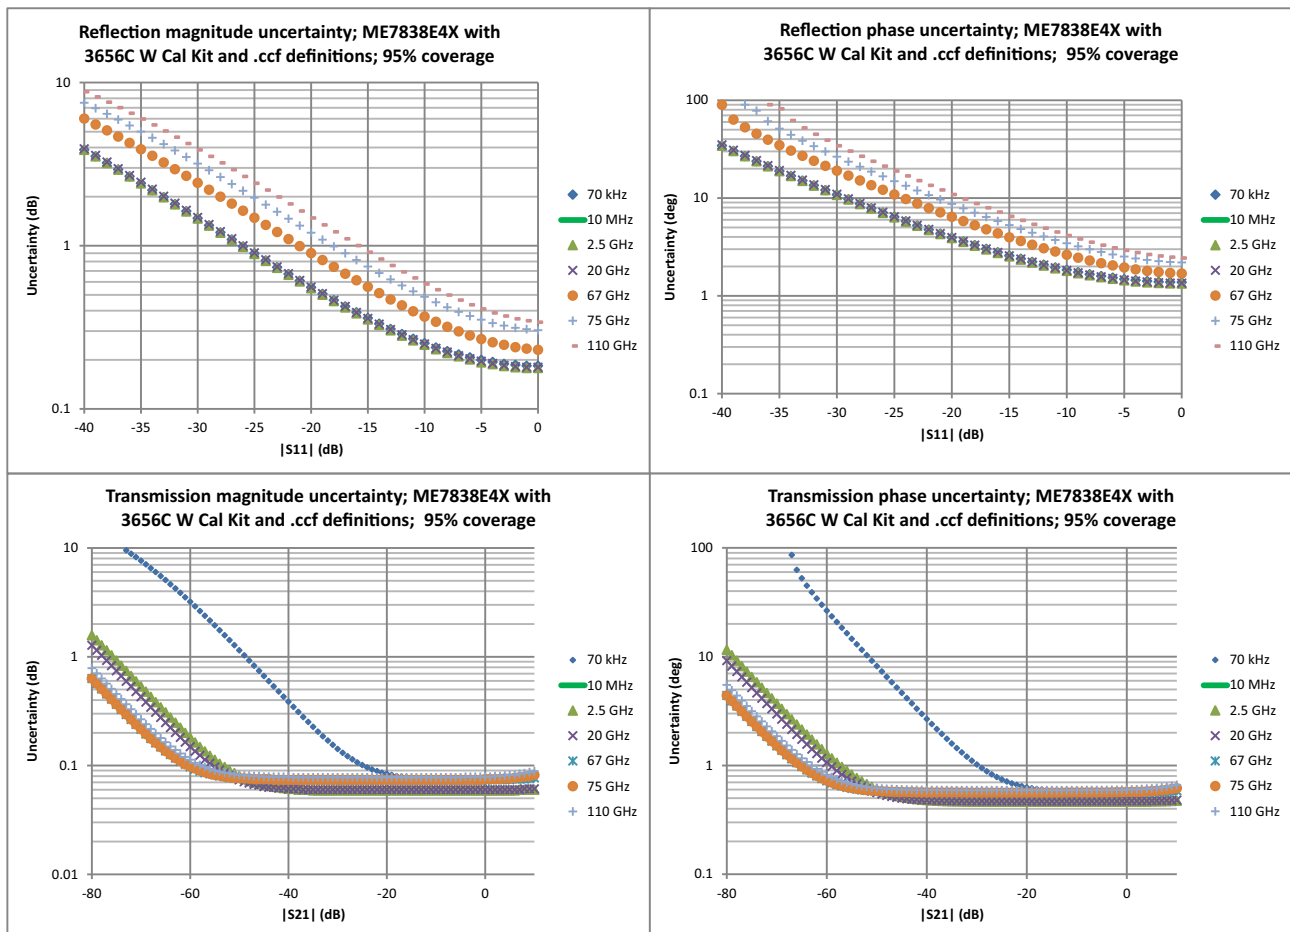 Reflection magnitude uncertainty; ME7838E4X with
3656C W Cal Kit and .ccf definitions; 95% coverage
10
1
0.1
Uncertainty (dB)
-40 -35 -30 -25 -20 -15 -10 -5 0
|S11| (dB)
70 kHz
10 MHz
2.5 GHz
20 GHz
67 GHz
75 GHz
110 GHz
Reflection phase uncertainty; ME7838E4X with
3656C W Cal Kit and .ccf definitions;  95% coverage
100
10
1
0.1
Uncertainty (deg)
-40 -35 -30 -25 -20 -15 -10 -5 0
|S11| (dB)
70 kHz
10 MHz
2.5 GHz
20 GHz
67 GHz
75 GHz
110 GHz
Transmission magnitude uncertainty; ME7838E4X with
3656C W Cal Kit and .ccf definitions;  95% coverage
10
1
0.1
0.01
Uncertainty (dB)
-80 -60 -40 -20 0
|S21| (dB)
70 kHz
10 MHz
2.5 GHz
20 GHz
67 GHz
75 GHz
110 GHz
Transmission phase uncertainty; ME7838E4X with
3656C W Cal Kit and .ccf definitions; 95% coverage
100
10
1
0.1
Uncertainty (deg)
-80 -60 -40 -20 0
|S21| (dB)
70 kHz
10 MHz
2.5 GHz
20 GHz
67 GHz
75 GHz
110 GHz